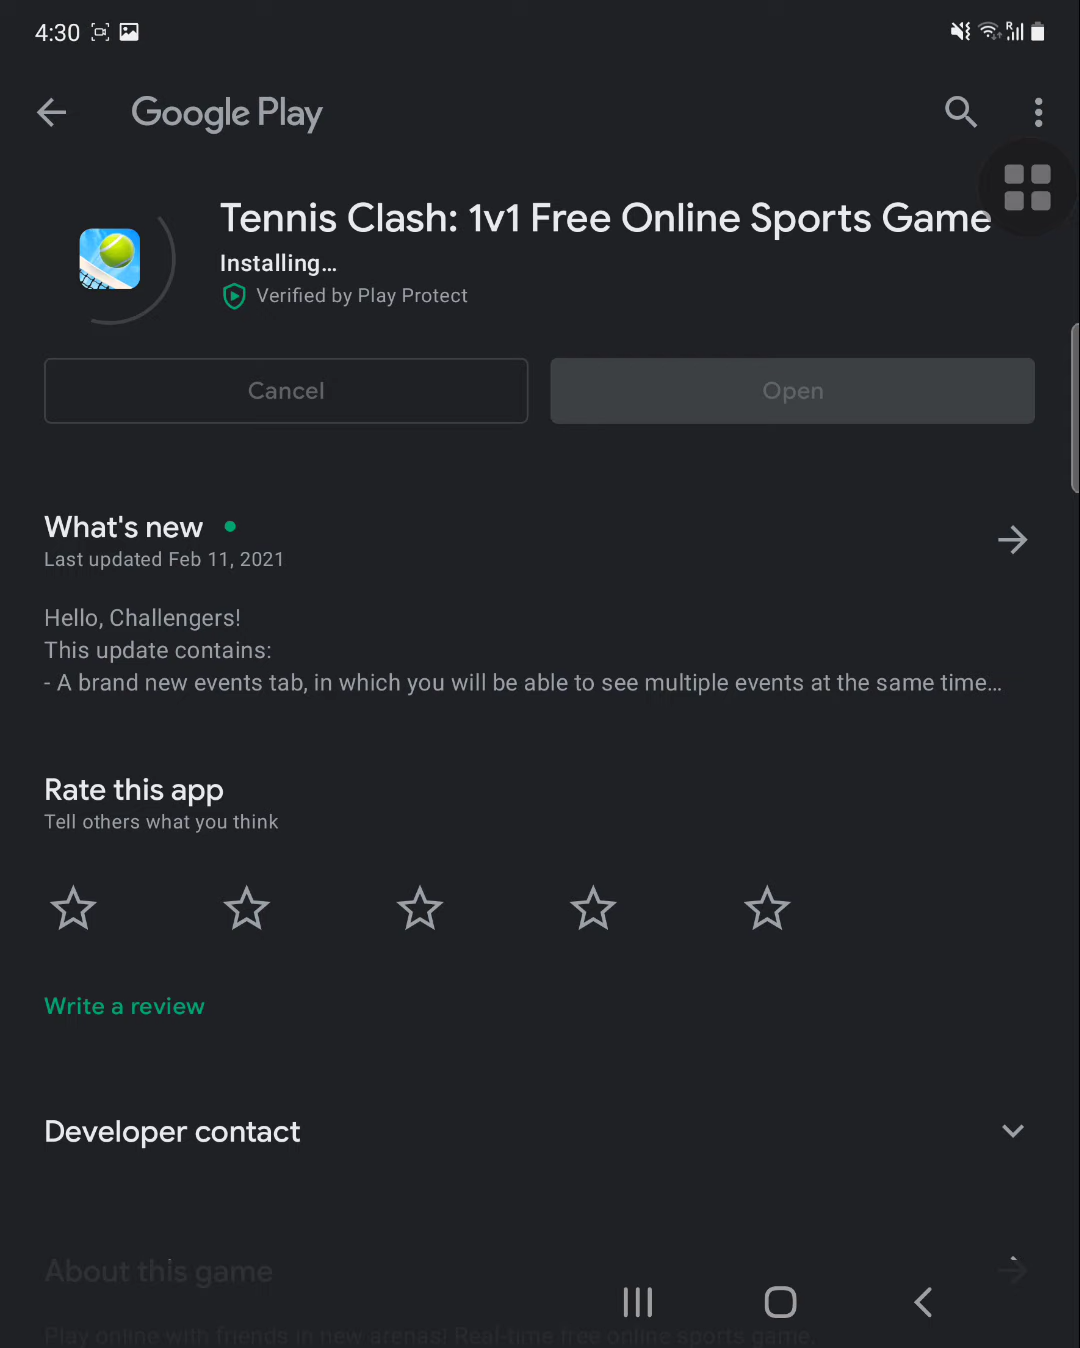 4:30
R
Google Play
Tennis Clash: 1v1 Free Online Sports Game
Installing...
Verified by Play Protect
Cancel
Open
What's new
Last updated Feb 11, 2021
Hello, Challengers!
This update contains:
- A brand new events tab, in which you will be able to see multiple events at the same time...
Rate this app
Tell others what you think
Write a review
Developer contact
About this game
Play online with friends in new arenas! Real-time free online sports game.